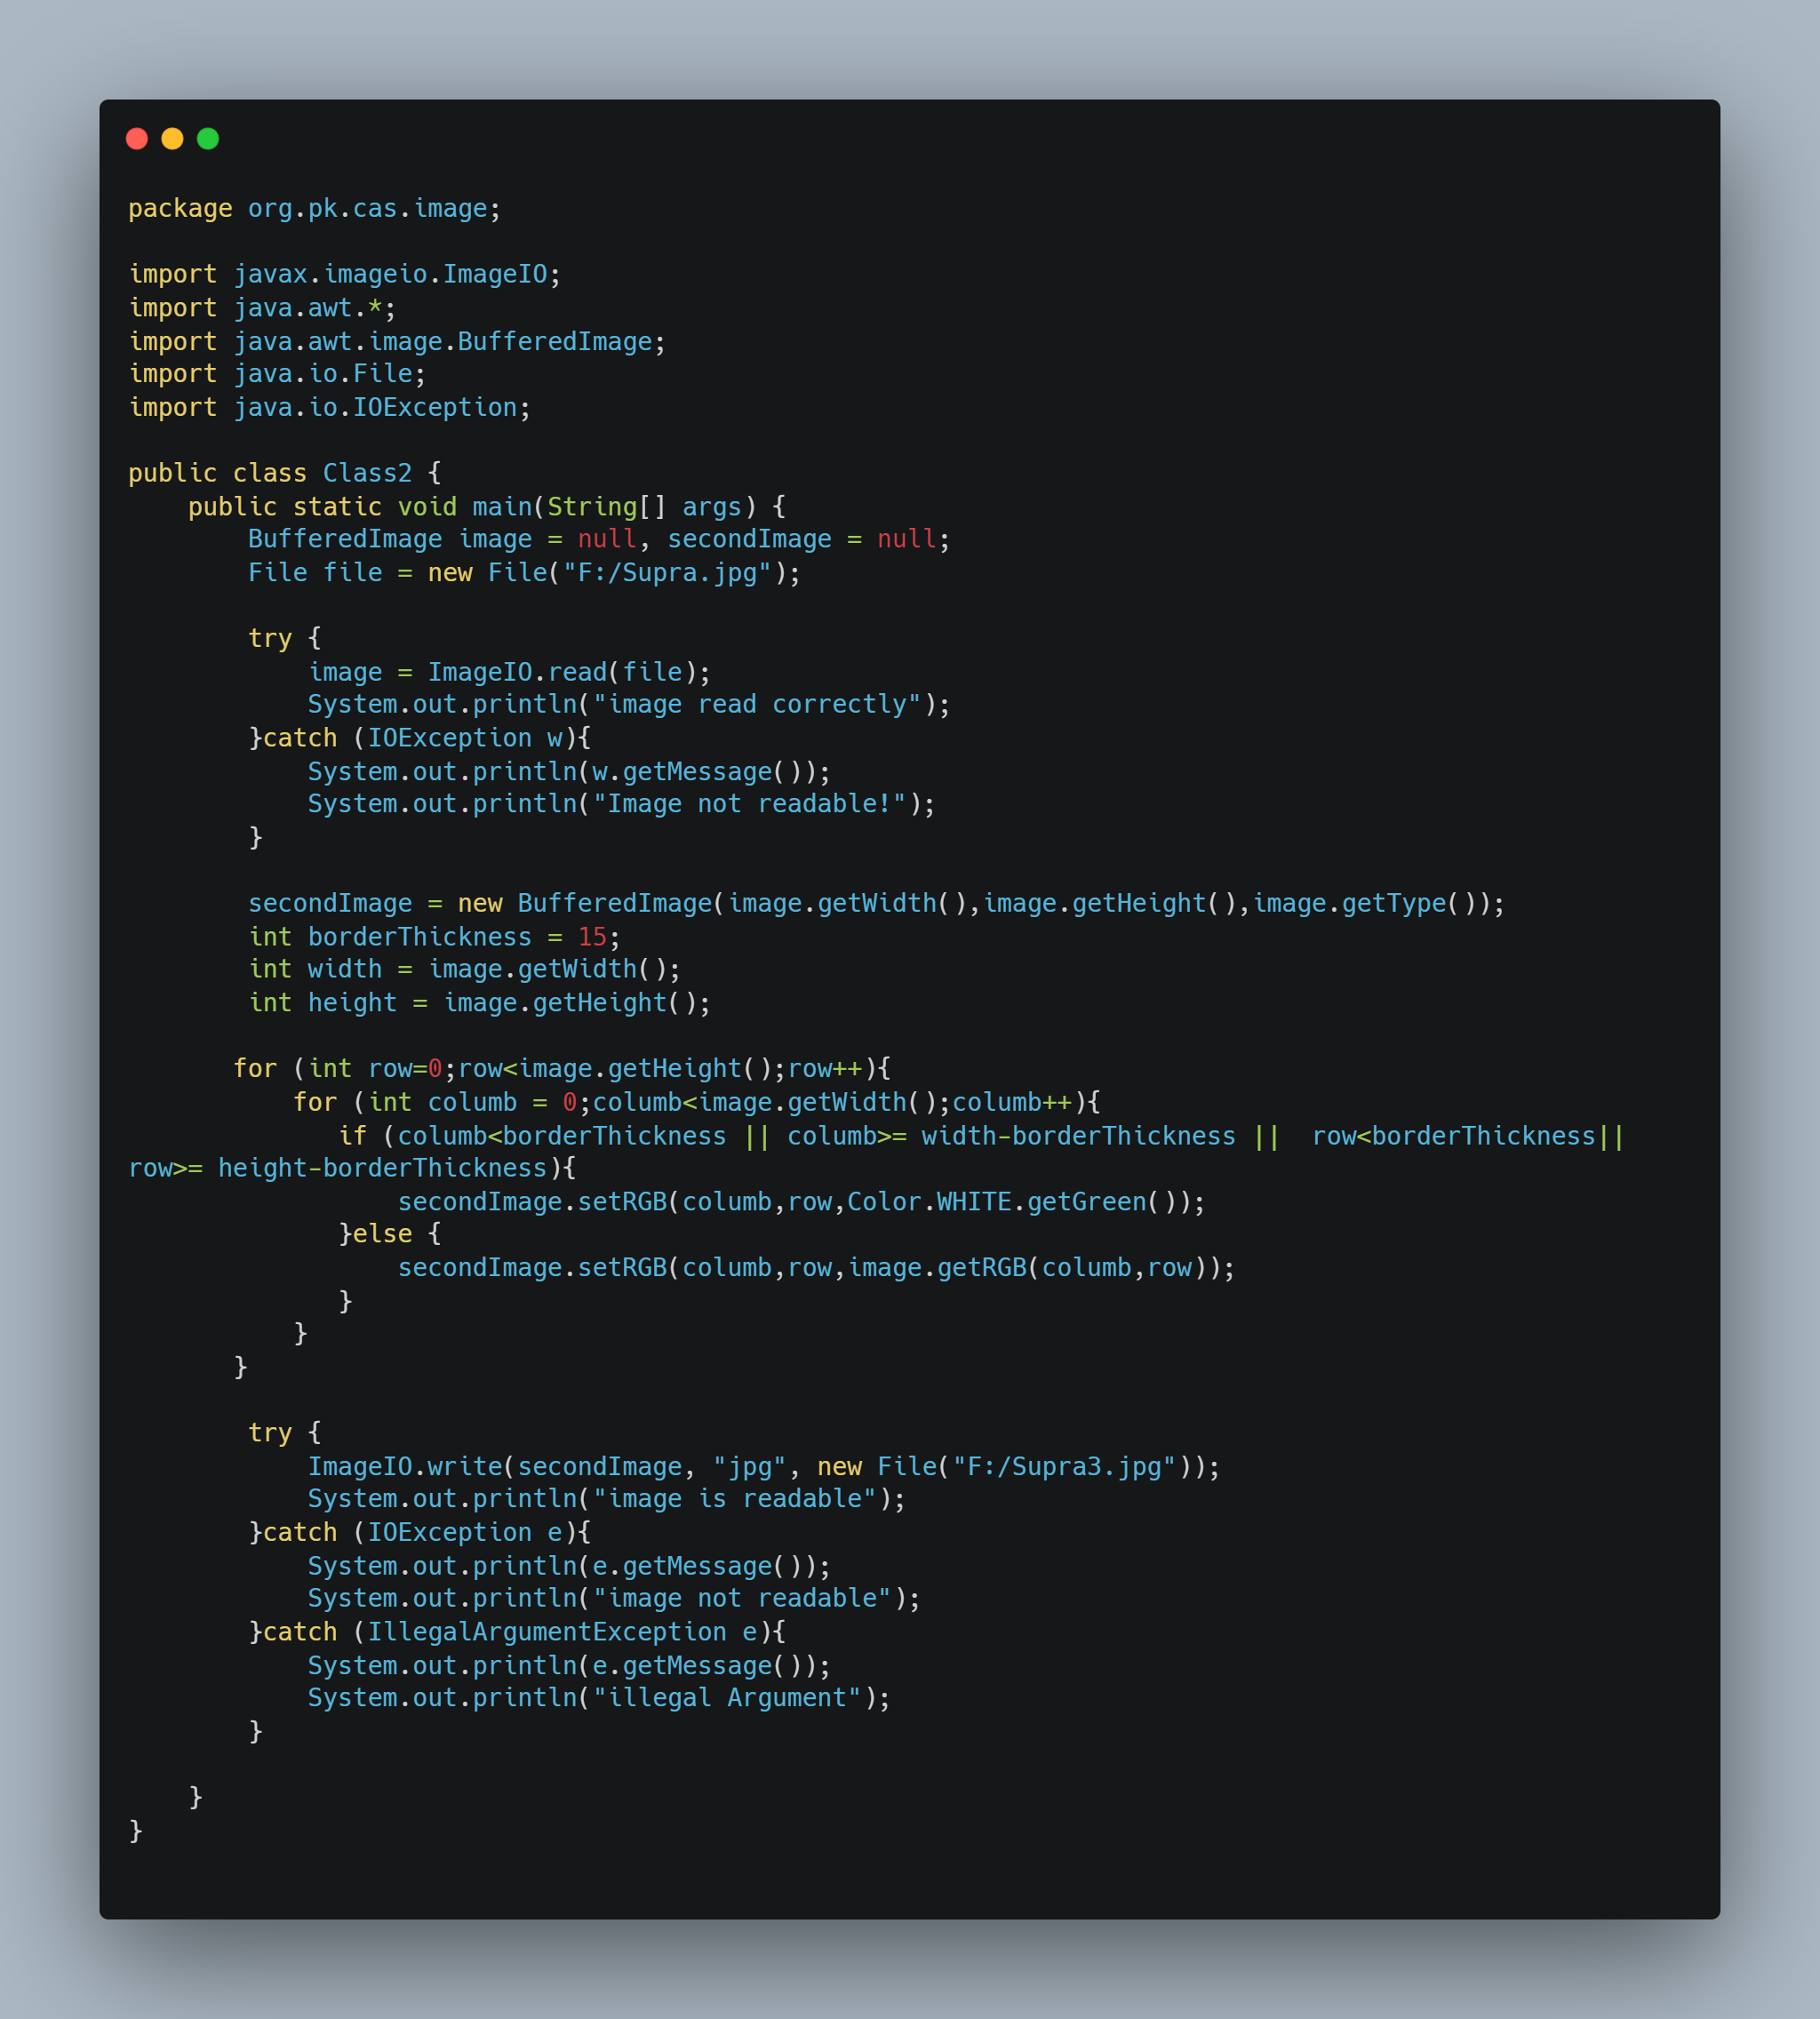 package org.pk.cas.image;

import javax.imageio.ImageIO;
import java.awt.*;
import java.awt.image.BufferedImage;
import java.io.File;
import java.io.IOException;

public class Class2 {
    public static void main(String[] args) {
        BufferedImage image = null, secondImage = null;
        File file = new File("F:/Supra.jpg");

        try {
            image = ImageIO.read(file);
            System.out.println("image read correctly");
        }catch (IOException w){
            System.out.println(w.getMessage());
            System.out.println("Image not readable!");
        }

        secondImage = new BufferedImage(image.getWidth(),image.getHeight(),image.getType());
        int borderThickness = 15;
        int width = image.getWidth();
        int height = image.getHeight();

       for (int row=0;row<image.getHeight();row++){
           for (int columb = 0;columb<image.getWidth();columb++){
              if (columb<borderThickness || columb>= width-borderThickness ||  row<borderThickness||
row>= height-borderThickness){
                  secondImage.setRGB(columb,row,Color.WHITE.getGreen());
              }else {
                  secondImage.setRGB(columb,row,image.getRGB(columb,row));
              }
           }
       }

        try {
            ImageIO.write(secondImage, "jpg", new File("F:/Supra3.jpg"));
            System.out.println("image is readable");
        }catch (IOException e){
            System.out.println(e.getMessage());
            System.out.println("image not readable");
        }catch (IllegalArgumentException e){
            System.out.println(e.getMessage());
            System.out.println("illegal Argument");
        }

    }
}